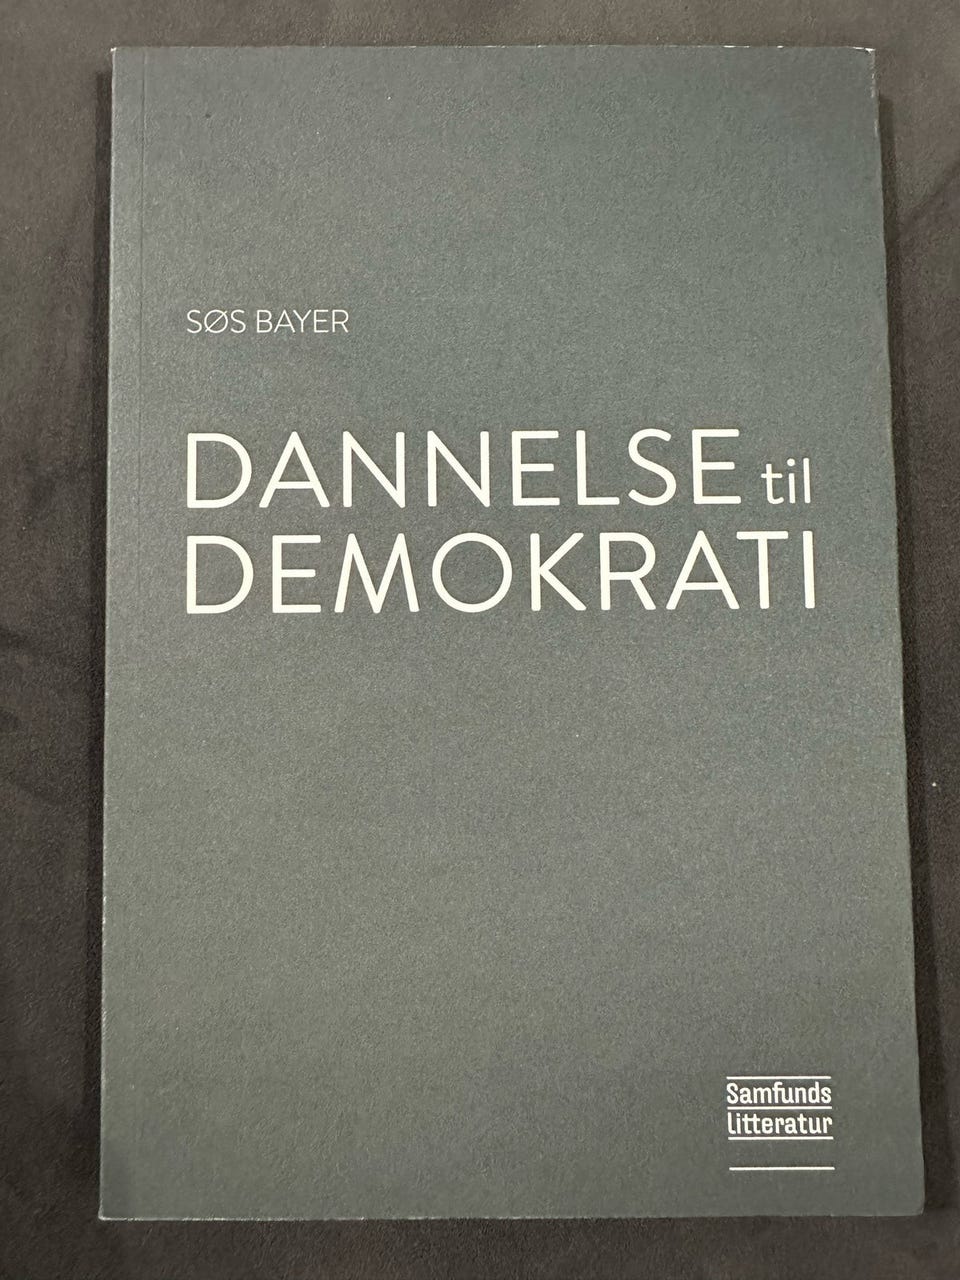 SØS BAYER
DANNELSE til
DEMOKRATI
Samfunds
litteratur